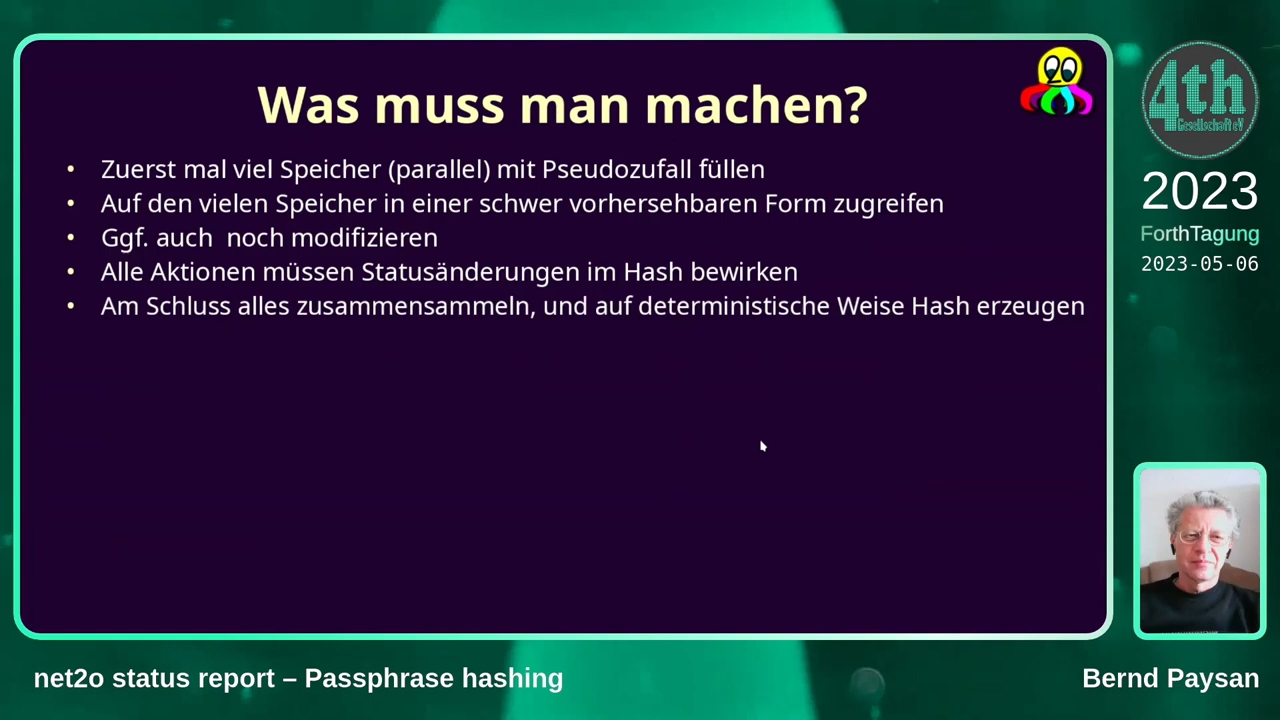 Was muss man machen?
• Zuerst mal viel Speicher (parallel) mit Pseudozufall füllen
• Auf den vielen Speicher in einer schwer vorhersehbaren Form zugreifen
• Ggf. auch  noch modifizieren
• Alle Aktionen müssen Statusänderungen im Hash bewirken
• Am Schluss alles zusammensammeln, und auf deterministische Weise Hash erzeugen
4th
Gesellschaft eV
2023
ForthTagung
2023-05-06
net2o status report – Passphrase hashing
Bernd Paysan